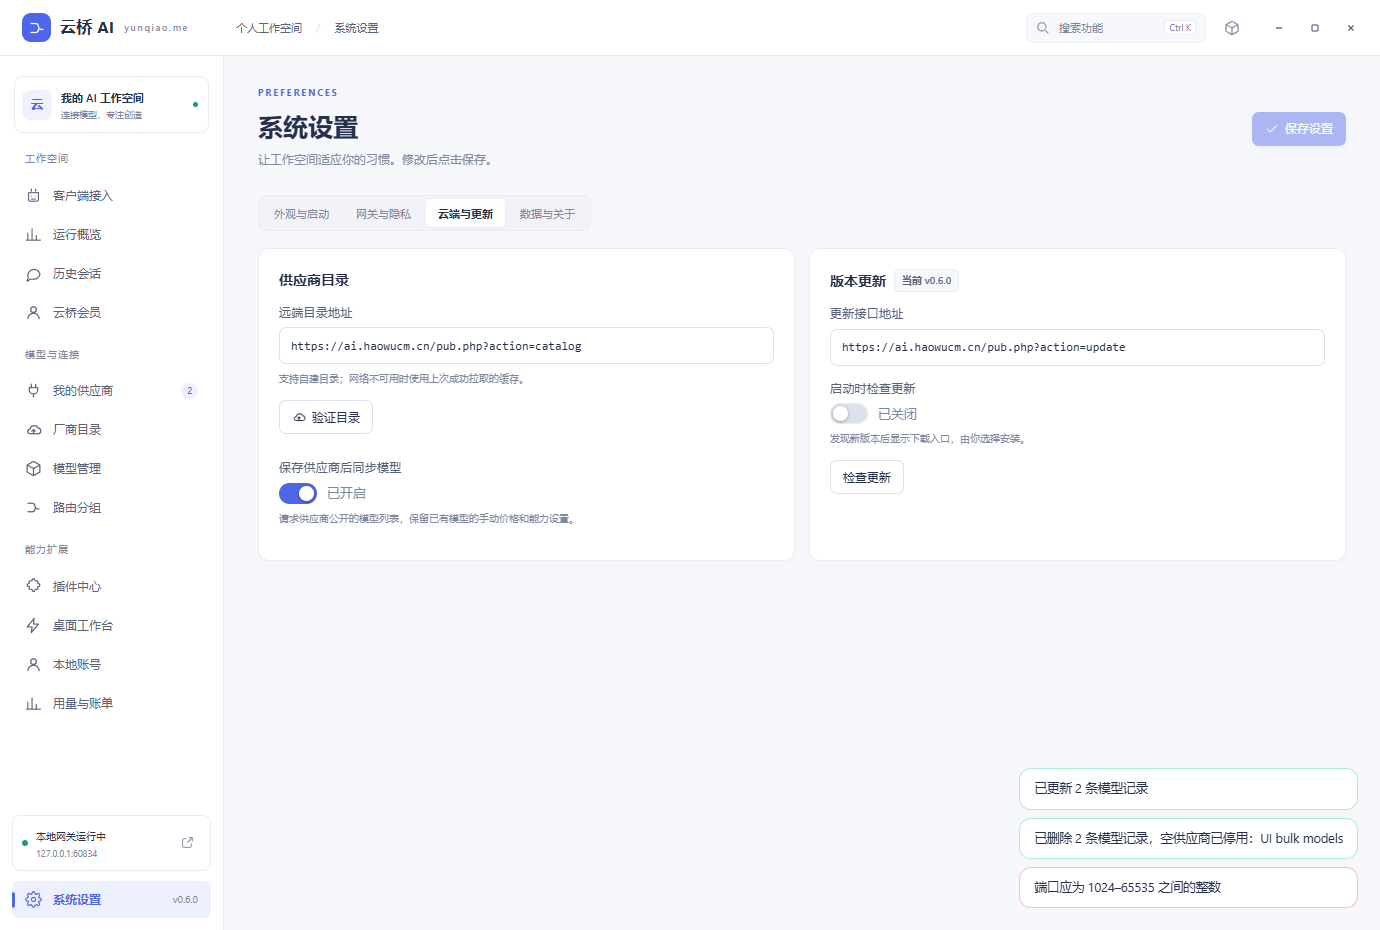 云桥 AI yunqiao.me
个人工作空间 / 系统设置
搜索功能 Ctrl K
我的 AI 工作空间
连接模型，专注创造
工作空间
客户端接入
运行概览
历史会话
云桥会员
模型与连接
我的供应商 2
厂商目录
模型管理
路由分组
能力扩展
插件中心
桌面工作台
本地账号
用量与账单
本地网关运行中
127.0.0.1:60834
系统设置 v0.6.0
PREFERENCES
系统设置
让工作空间适应你的习惯。修改后点击保存。
保存设置
外观与启动 网关与隐私 云端与更新 数据与关于
供应商目录
远端目录地址
https://ai.haowucm.cn/pub.php?action=catalog
支持自建目录；网络不可用时使用上次成功拉取的缓存。
验证目录
保存供应商后同步模型
已开启
请求供应商公开的模型列表，保留已有模型的手动价格和能力设置。
版本更新 当前 v0.6.0
更新接口地址
https://ai.haowucm.cn/pub.php?action=update
启动时检查更新
已关闭
发现新版本后显示下载入口，由你选择安装。
检查更新
已更新 2 条模型记录
已删除 2 条模型记录，空供应商已停用：UI bulk models
端口应为 1024–65535 之间的整数